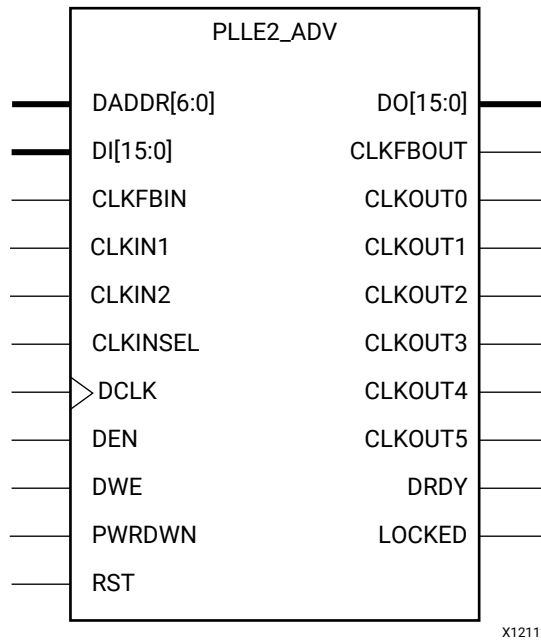 PLLE2_ADV
DADDR[6:0] DO[15:0]
DI[15:0] CLKFBOUT
CLKFBIN CLKOUT0
CLKIN1 CLKOUT1
CLKIN2 CLKOUT2
CLKINSEL CLKOUT3
DCLK CLKOUT4
DEN CLKOUT5
DWE DRDY
PWRDWN LOCKED
RST
X1211